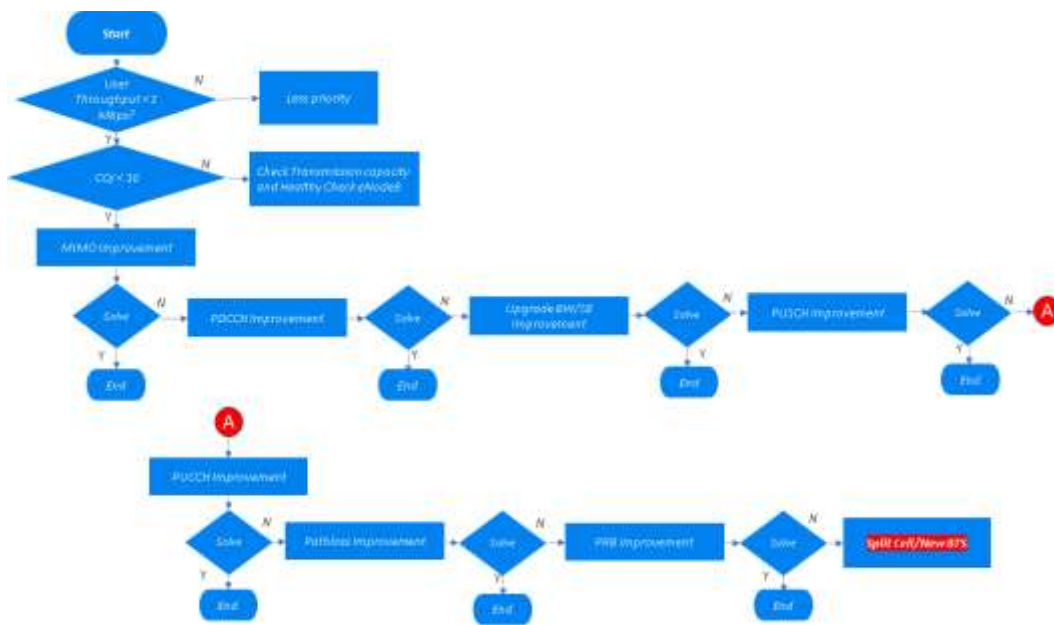 Start
User
Throughput < 2
Mbps?
N
Less priority
Y
CQI < 10
N
Check Transmission capacity
and Healthy Check eNodeB
Y
MIMO Improvement
Solve
N
PDCCH Improvement
Solve
N
Upgrade BW/SB
Improvement
Solve
N
PUSCH Improvement
Solve
N
A
Y
End
Y
End
Y
End
Y
End
A
PUCCH Improvement
Solve
N
Pathloss Improvement
Solve
N
PRB Improvement
Solve
N
Split Cell/New BTS
Y
End
Y
End
Y
End